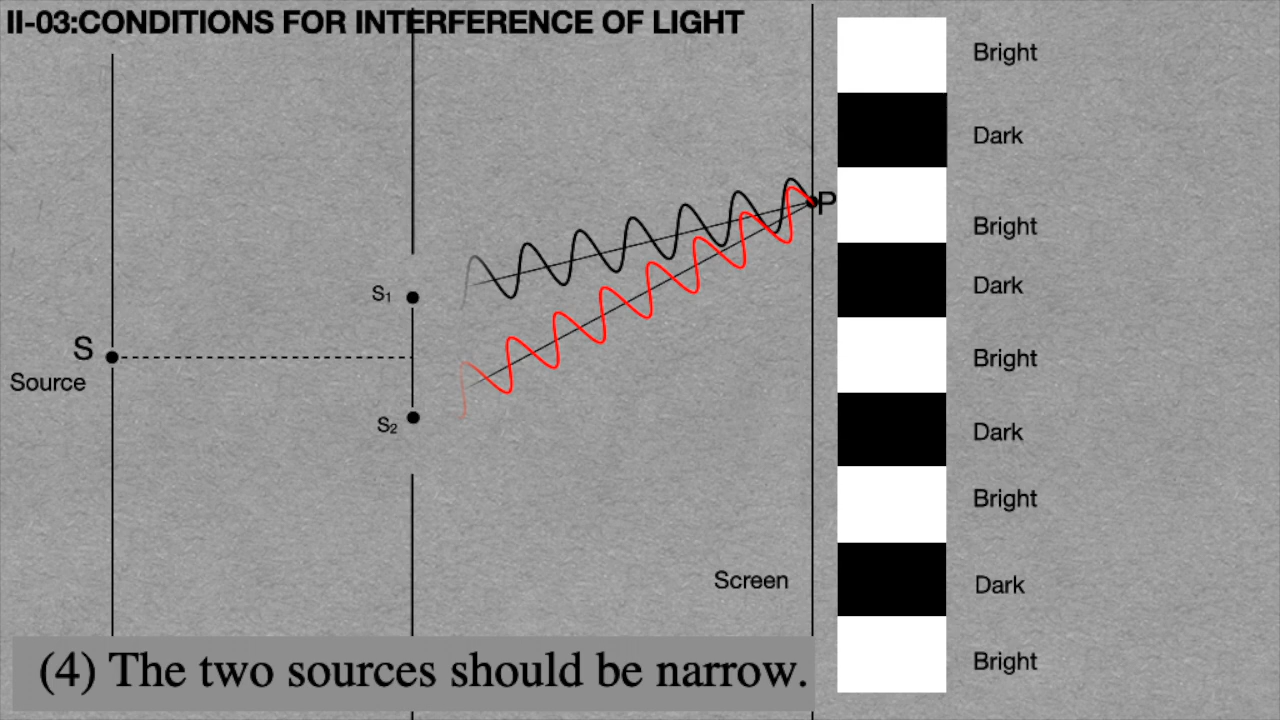 II-03:CONDITIONS FOR INTERFERENCE OF LIGHT
Bright
Dark
P
Bright
Dark
S₁
S
Source
Bright
S₂
Dark
Bright
Screen
Dark
(4) The two sources should be narrow.
Bright